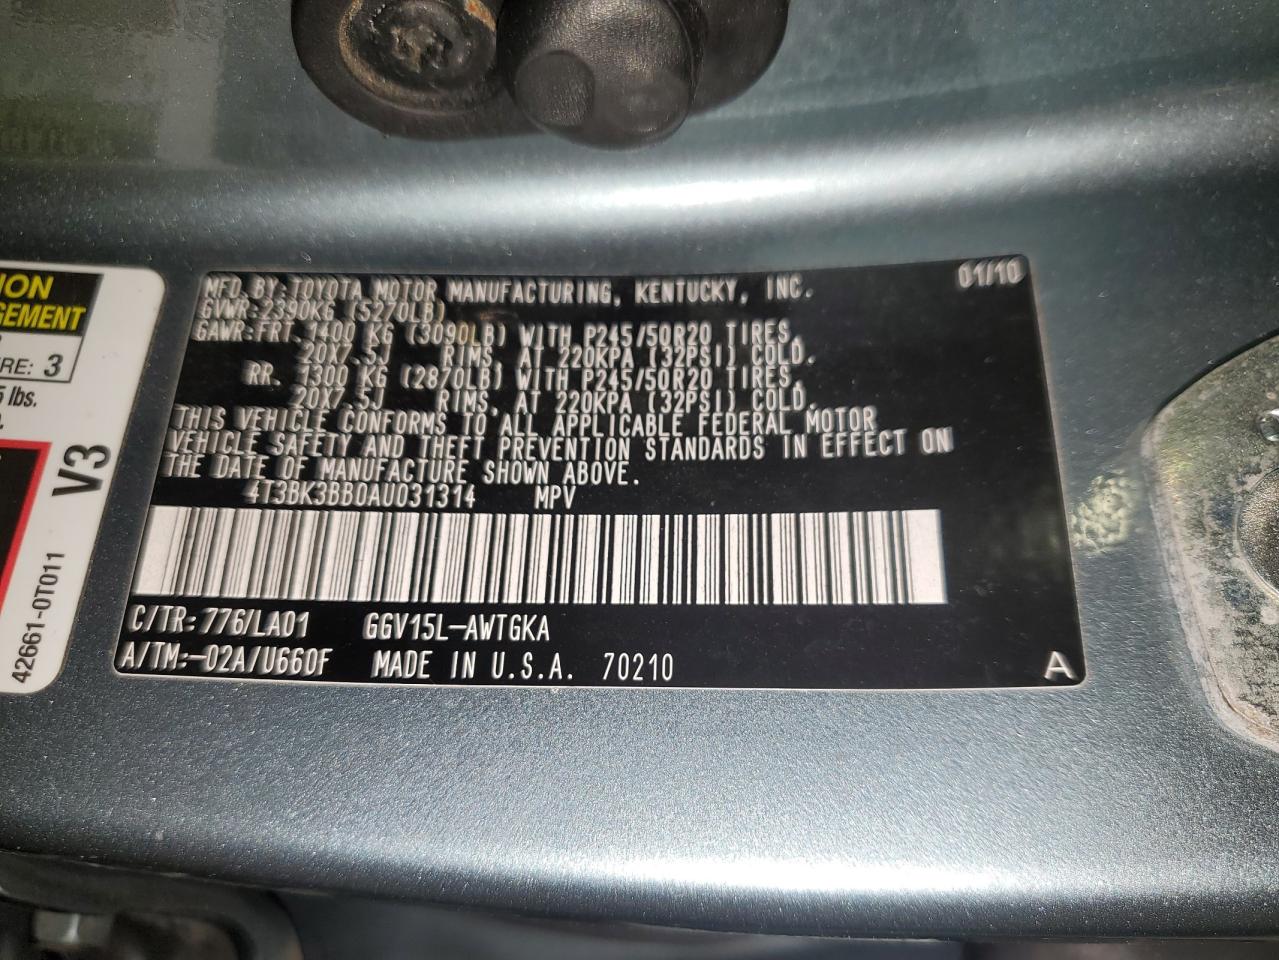 ION
GEMENT
RE: 3
5 lbs.
V3
42661-0T011
MFD. BY: TOYOTA MOTOR MANUFACTURING, KENTUCKY, INC. 01/10
GVWR: 2390KG (5270LB)
GAWR: FRT. 1400 KG (3090LB) WITH P245/50R20 TIRES,
20X7.5J RIMS, AT 220KPA (32PSI) COLD.
RR. 1300 KG (2870LB) WITH P245/50R20 TIRES,
20X7.5J RIMS, AT 220KPA (32PSI) COLD.
THIS VEHICLE CONFORMS TO ALL APPLICABLE FEDERAL MOTOR
VEHICLE SAFETY AND THEFT PREVENTION STANDARDS IN EFFECT ON
THE DATE OF MANUFACTURE SHOWN ABOVE.
4T3BK3BB0AU031314 MPV
C/TR: 776/LA01 GGV15L-AWTGKA
A/TM:-02A/U660F MADE IN U.S.A. 70210
A